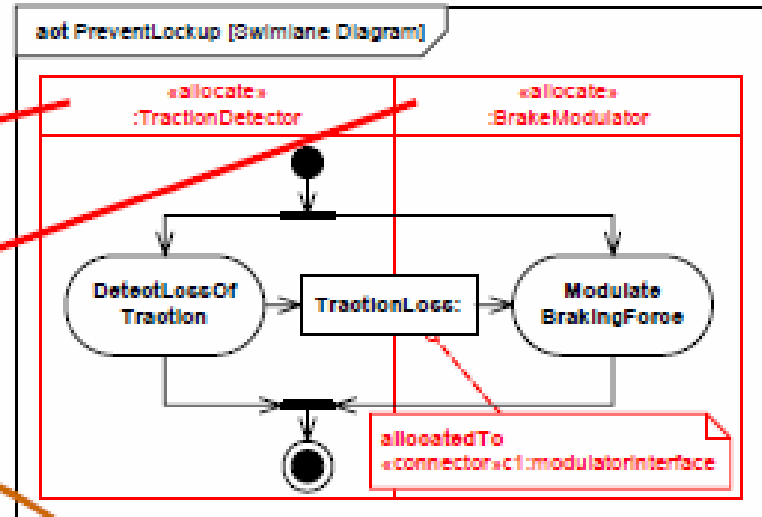 act PreventLockup [Swimlane Diagram]
«allocate»
:TractionDetector
«allocate»
:BrakeModulator
DetectLossOf
Traction
TractionLoss:
Modulate
BrakingForce
allocatedTo
«connector»c1:modulatorInterface